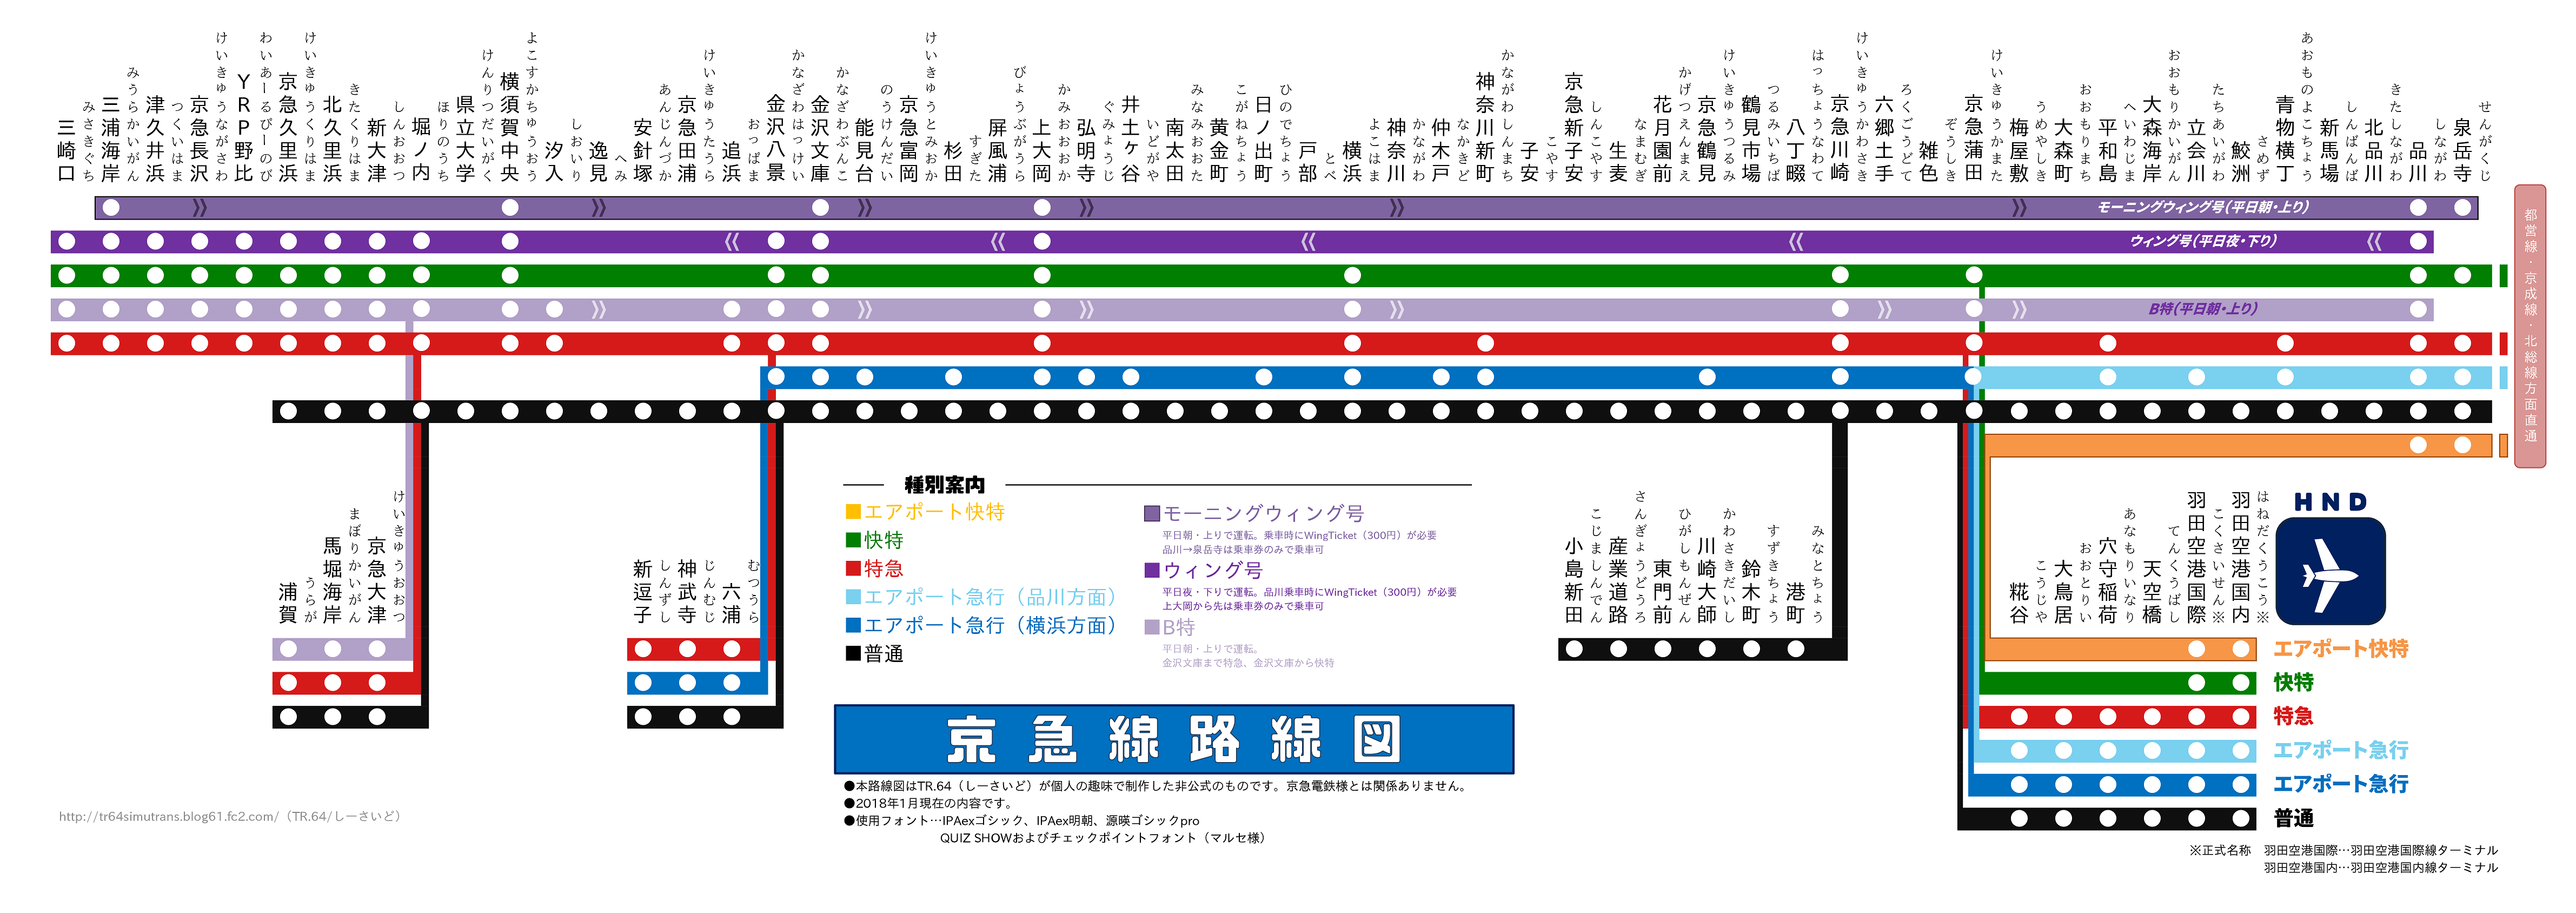 三崎口 みさきぐち
三浦海岸 みうらかいがん
津久井浜 つくいはま
京急長沢 けいきゅうながさわ
YRP野比 わいあーるぴーのび
京急久里浜 けいきゅうくりはま
北久里浜 きたくりはま
新大津 しんおおつ
堀ノ内 ほりのうち
県立大学 けんりつだいがく
横須賀中央 よこすかちゅうおう
汐入 しおいり
逸見 へみ
安針塚 あんじんづか
京急田浦 けいきゅうたうら
追浜 おっぱま
金沢八景 かなざわはっけい
金沢文庫 かなざわぶんこ
能見台 のうけんだい
京急富岡 けいきゅうとみおか
杉田 すぎた
屏風浦 びょうぶがうら
上大岡 かみおおおか
弘明寺 ぐみょうじ
井土ヶ谷 いどがや
南太田 みなみおおた
黄金町 こがねちょう
日ノ出町 ひのでちょう
戸部 とべ
横浜 よこはま
神奈川 かながわ
仲木戸 なかきど
神奈川新町 かながわしんまち
子安 こやす
京急新子安 しんこやす
生麦 なまむぎ
花月園前 かげつえんまえ
京急鶴見 けいきゅうつるみ
鶴見市場 つるみいちば
八丁畷 はっちょうなわて
京急川崎 けいきゅうかわさき
六郷土手 ろくごうどて
雑色 ぞうしき
京急蒲田 けいきゅうかまた
梅屋敷 うめやしき
大森町 おおもりまち
平和島 へいわじま
大森海岸 おおもりかいがん
立会川 たちあいがわ
鮫洲 さめず
青物横丁 あおものよこちょう
新馬場 しんばんば
北品川 きたしながわ
品川 しながわ
泉岳寺 せんがくじ
モーニングウィング号(平日朝・上り)
ウィング号(平日夜・下り)
B特(平日朝・上り)
都営線・京成線・北総線方面直通
浦賀 うらが
馬堀海岸 まぼりかいがん
京急大津 けいきゅうおおつ
新逗子 しんずし
神武寺 じんむじ
六浦 むつうら
種別案内
■エアポート快特
■快特
■特急
■エアポート急行（品川方面）
■エアポート急行（横浜方面）
■普通
■モーニングウィング号
平日朝・上りで運転。乗車時にWingTicket（300円）が必要
品川→泉岳寺は乗車券のみで乗車可
■ウィング号
平日夜・下りで運転。品川乗車時にWingTicket（300円）が必要
上大岡から先は乗車券のみで乗車可
■B特
平日朝・上りで運転。
金沢文庫まで特急、金沢文庫から快特
小島新田 こじましんでん
産業道路 さんぎょうどうろ
東門前 ひがしもんぜん
川崎大師 かわさきだいし
鈴木町 すずきちょう
港町 みなとちょう
糀谷 こうじや
大鳥居 おおとりい
穴守稲荷 あなもりいなり
天空橋 てんくうばし
羽田空港国際 こくさいせん※
羽田空港国内 はねだくうこう※
HND
エアポート快特
快特
特急
エアポート急行
エアポート急行
普通
京急線路線図
●本路線図はTR.64（しーさいど）が個人の趣味で制作した非公式のものです。京急電鉄様とは関係ありません。
●2018年1月現在の内容です。
●使用フォント…IPAexゴシック、IPAex明朝、源暎ゴシックpro
QUIZ SHOWおよびチェックポイントフォント（マルセ様）
http://tr64simutrans.blog61.fc2.com/（TR.64/しーさいど）
※正式名称 羽田空港国際…羽田空港国際線ターミナル
羽田空港国内…羽田空港国内線ターミナル